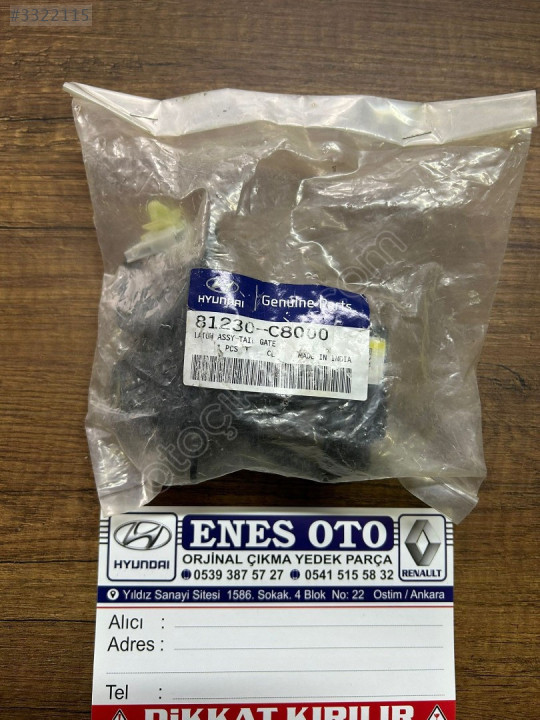 #3322115
HYUNDAI Genuine Parts
81230-C8000
LATCH ASSY-TAIL GATE
PCS MADE IN INDIA
ENES OTO
HYUNDAI ORJİNAL ÇIKMA YEDEK PARÇA RENAULT
0539 387 57 27 0541 515 58 32
Yıldız Sanayi Sitesi 1586. Sokak. 4 Blok No: 22 Ostim / Ankara
Alıcı :
Adres :
Tel :
DİKKAT KIRILIR